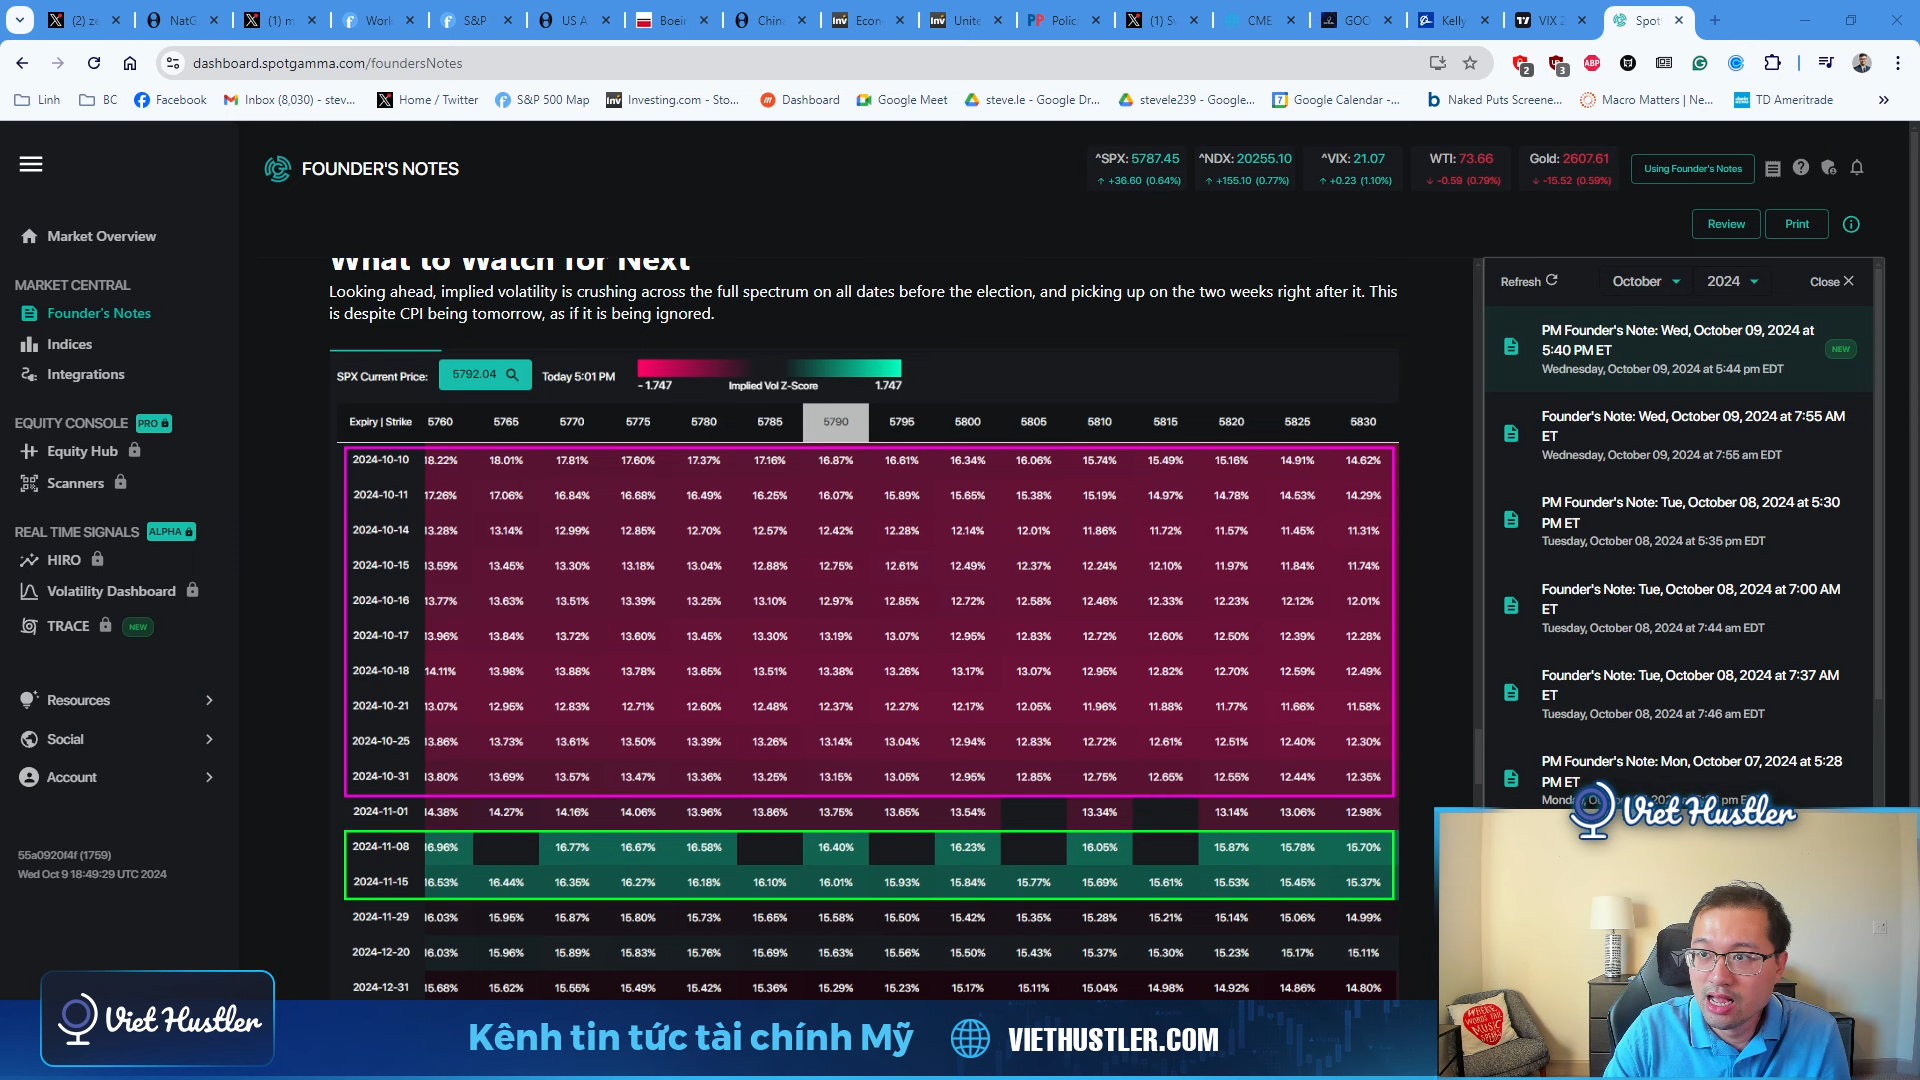 (2) ze
NatG
(1) m
Worl
S&P
US A
Boein
China
Econ
Unite
Polic
(1) S
CME
GOO
Kelly
VIX 2
Spot
dashboard.spotgamma.com/foundersNotes
2
3
ABP
Linh
BC
Facebook
Inbox (8,030) - stev...
Home / Twitter
S&P 500 Map
Investing.com - Sto...
Dashboard
Google Meet
steve.le - Google Dr...
stevele239 - Google...
Google Calendar -...
Naked Puts Screene...
Macro Matters | Ne...
TD Ameritrade
FOUNDER'S NOTES
^SPX: 5787.45
+36.60 (0.64%)
^NDX: 20255.10
+155.10 (0.77%)
^VIX: 21.07
+0.23 (1.10%)
WTI: 73.66
-0.59 (0.79%)
Gold: 2607.61
-15.52 (0.59%)
Using Founder's Notes
Review
Print
Market Overview
MARKET CENTRAL
Founder's Notes
Indices
Integrations
EQUITY CONSOLE PRO
Equity Hub
Scanners
REAL TIME SIGNALS ALPHA
HIRO
Volatility Dashboard
TRACE NEW
Resources
Social
Account
55a0920f4f (1759)
Wed Oct 9 18:49:29 UTC 2024
What to Watch for Next
Looking ahead, implied volatility is crushing across the full spectrum on all dates before the election, and picking up on the two weeks right after it. This
is despite CPI being tomorrow, as if it is being ignored.
SPX Current Price: 5792.04 Today 5:01 PM
-1.747 Implied Vol Z-Score 1.747
Expiry | Strike 5760 5765 5770 5775 5780 5785 5790 5795 5800 5805 5810 5815 5820 5825 5830
2024-10-10 18.22% 18.01% 17.81% 17.60% 17.37% 17.16% 16.87% 16.61% 16.34% 16.06% 15.74% 15.49% 15.16% 14.91% 14.62%
2024-10-11 17.26% 17.06% 16.84% 16.68% 16.49% 16.25% 16.07% 15.89% 15.65% 15.38% 15.19% 14.97% 14.78% 14.53% 14.29%
2024-10-14 13.28% 13.14% 12.99% 12.85% 12.70% 12.57% 12.42% 12.28% 12.14% 12.01% 11.86% 11.72% 11.57% 11.45% 11.31%
2024-10-15 13.59% 13.45% 13.30% 13.18% 13.04% 12.88% 12.75% 12.61% 12.49% 12.37% 12.24% 12.10% 11.97% 11.84% 11.74%
2024-10-16 13.77% 13.63% 13.51% 13.39% 13.25% 13.10% 12.97% 12.85% 12.72% 12.58% 12.46% 12.33% 12.23% 12.12% 12.01%
2024-10-17 13.96% 13.84% 13.72% 13.60% 13.45% 13.30% 13.19% 13.07% 12.95% 12.83% 12.72% 12.60% 12.50% 12.39% 12.28%
2024-10-18 14.11% 13.98% 13.88% 13.78% 13.65% 13.51% 13.38% 13.26% 13.17% 13.07% 12.95% 12.82% 12.70% 12.59% 12.49%
2024-10-21 13.07% 12.95% 12.83% 12.71% 12.60% 12.48% 12.37% 12.27% 12.17% 12.05% 11.96% 11.88% 11.77% 11.66% 11.58%
2024-10-25 13.86% 13.73% 13.61% 13.50% 13.39% 13.26% 13.14% 13.04% 12.94% 12.83% 12.72% 12.61% 12.51% 12.40% 12.30%
2024-10-31 13.80% 13.69% 13.57% 13.47% 13.36% 13.25% 13.15% 13.05% 12.95% 12.85% 12.75% 12.65% 12.55% 12.44% 12.35%
2024-11-01 14.38% 14.27% 14.16% 14.06% 13.96% 13.86% 13.75% 13.65% 13.54% 13.34% 13.14% 13.06% 12.98%
2024-11-08 16.96% 16.77% 16.67% 16.58% 16.40% 16.23% 16.05% 15.87% 15.78% 15.70%
2024-11-15 16.53% 16.44% 16.35% 16.27% 16.18% 16.10% 16.01% 15.93% 15.84% 15.77% 15.69% 15.61% 15.53% 15.45% 15.37%
2024-11-29 16.03% 15.95% 15.87% 15.80% 15.73% 15.65% 15.58% 15.50% 15.42% 15.35% 15.28% 15.21% 15.14% 15.06% 14.99%
2024-12-20 16.03% 15.96% 15.89% 15.83% 15.76% 15.69% 15.63% 15.56% 15.50% 15.43% 15.37% 15.30% 15.23% 15.17% 15.11%
2024-12-31 15.68% 15.62% 15.55% 15.49% 15.42% 15.36% 15.29% 15.23% 15.17% 15.11% 15.04% 14.98% 14.92% 14.86% 14.80%
Refresh October 2024 Close
PM Founder's Note: Wed, October 09, 2024 at
5:40 PM ET
NEW
Wednesday, October 09, 2024 at 5:44 pm EDT
Founder's Note: Wed, October 09, 2024 at 7:55 AM
ET
Wednesday, October 09, 2024 at 7:55 am EDT
PM Founder's Note: Tue, October 08, 2024 at 5:30
PM ET
Tuesday, October 08, 2024 at 5:35 pm EDT
Founder's Note: Tue, October 08, 2024 at 7:00 AM
ET
Tuesday, October 08, 2024 at 7:44 am EDT
Founder's Note: Tue, October 08, 2024 at 7:37 AM
ET
Tuesday, October 08, 2024 at 7:46 am EDT
PM Founder's Note: Mon, October 07, 2024 at 5:28
PM ET
Viet Hustler
WHERE
WORDS FAIL
MUSIC
SPEAKS
Viet Hustler
Kênh tin tức tài chính Mỹ
VIETHUSTLER.COM